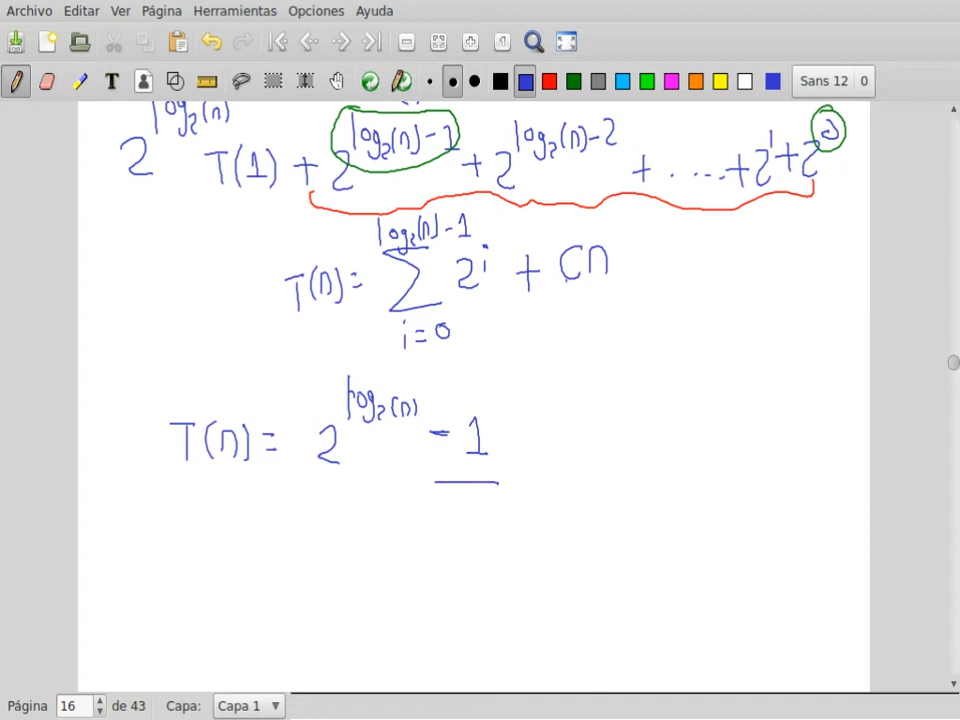 Archivo Editar Ver Página Herramientas Opciones Ayuda
Sans 12 0
2^{log₂(n)} T(1) + 2^{log₂(n)-1} + 2^{log₂(n)-2} + ..... + 2^1 + 2^0
T(n) = ∑_{i=0}^{log₂(n)-1} 2^i + Cn
T(n) = 2^{log₂(n)} - 1
Página 16 de 43 Capa: Capa 1